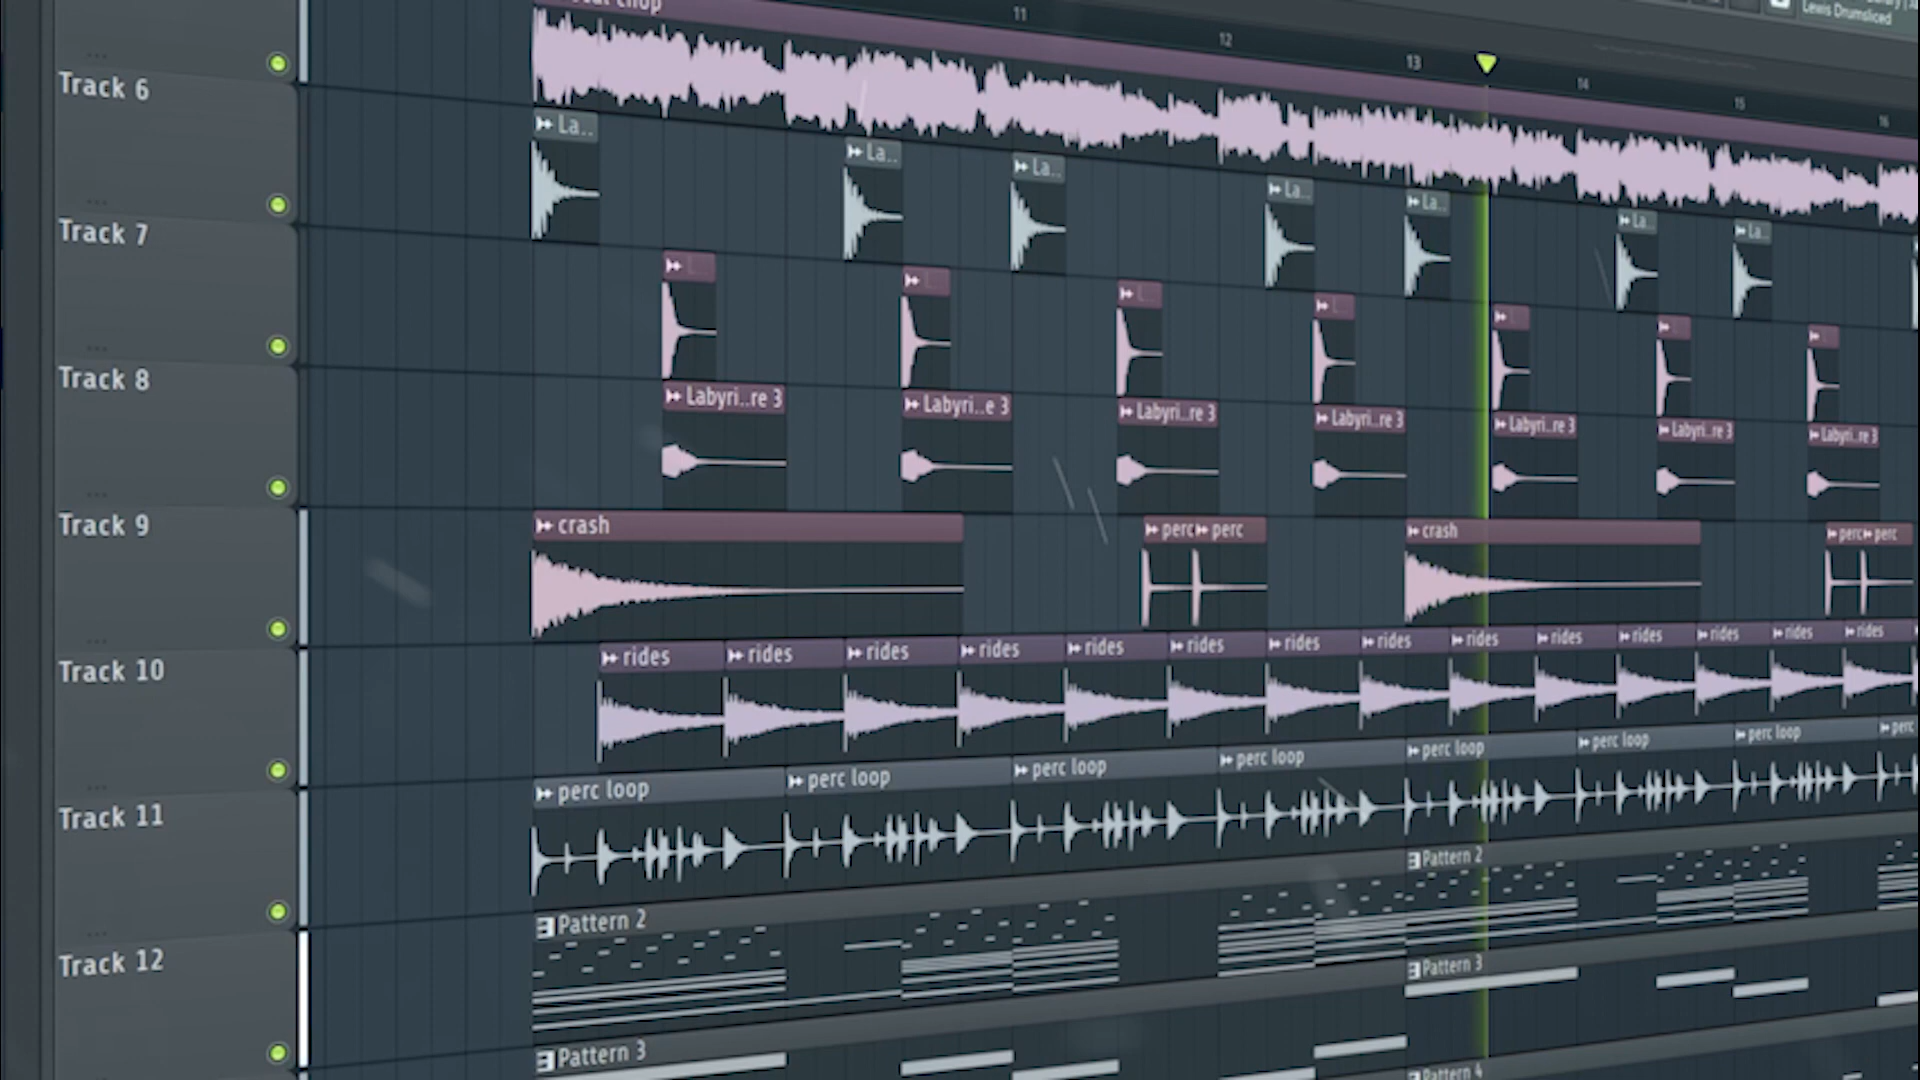 Lewis Drumsliced
chop
11
12
13
14
15
16
Track 6
La..
La..
La..
La..
La..
La..
La..
Track 7
Track 8
Labyri..re 3
Labyri..e 3
Labyri..re 3
Labyri..re 3
Labyri..re 3
Labyri..re 3
Labyri..re 3
Track 9
crash
perc
perc
crash
perc
perc
Track 10
rides
rides
rides
rides
rides
rides
rides
rides
rides
rides
rides
rides
rides
rides
Track 11
perc loop
perc loop
perc loop
perc loop
perc loop
perc loop
perc loop
perc
Pattern 2
Pattern 2
Track 12
Pattern 3
Pattern 3
Pattern 4